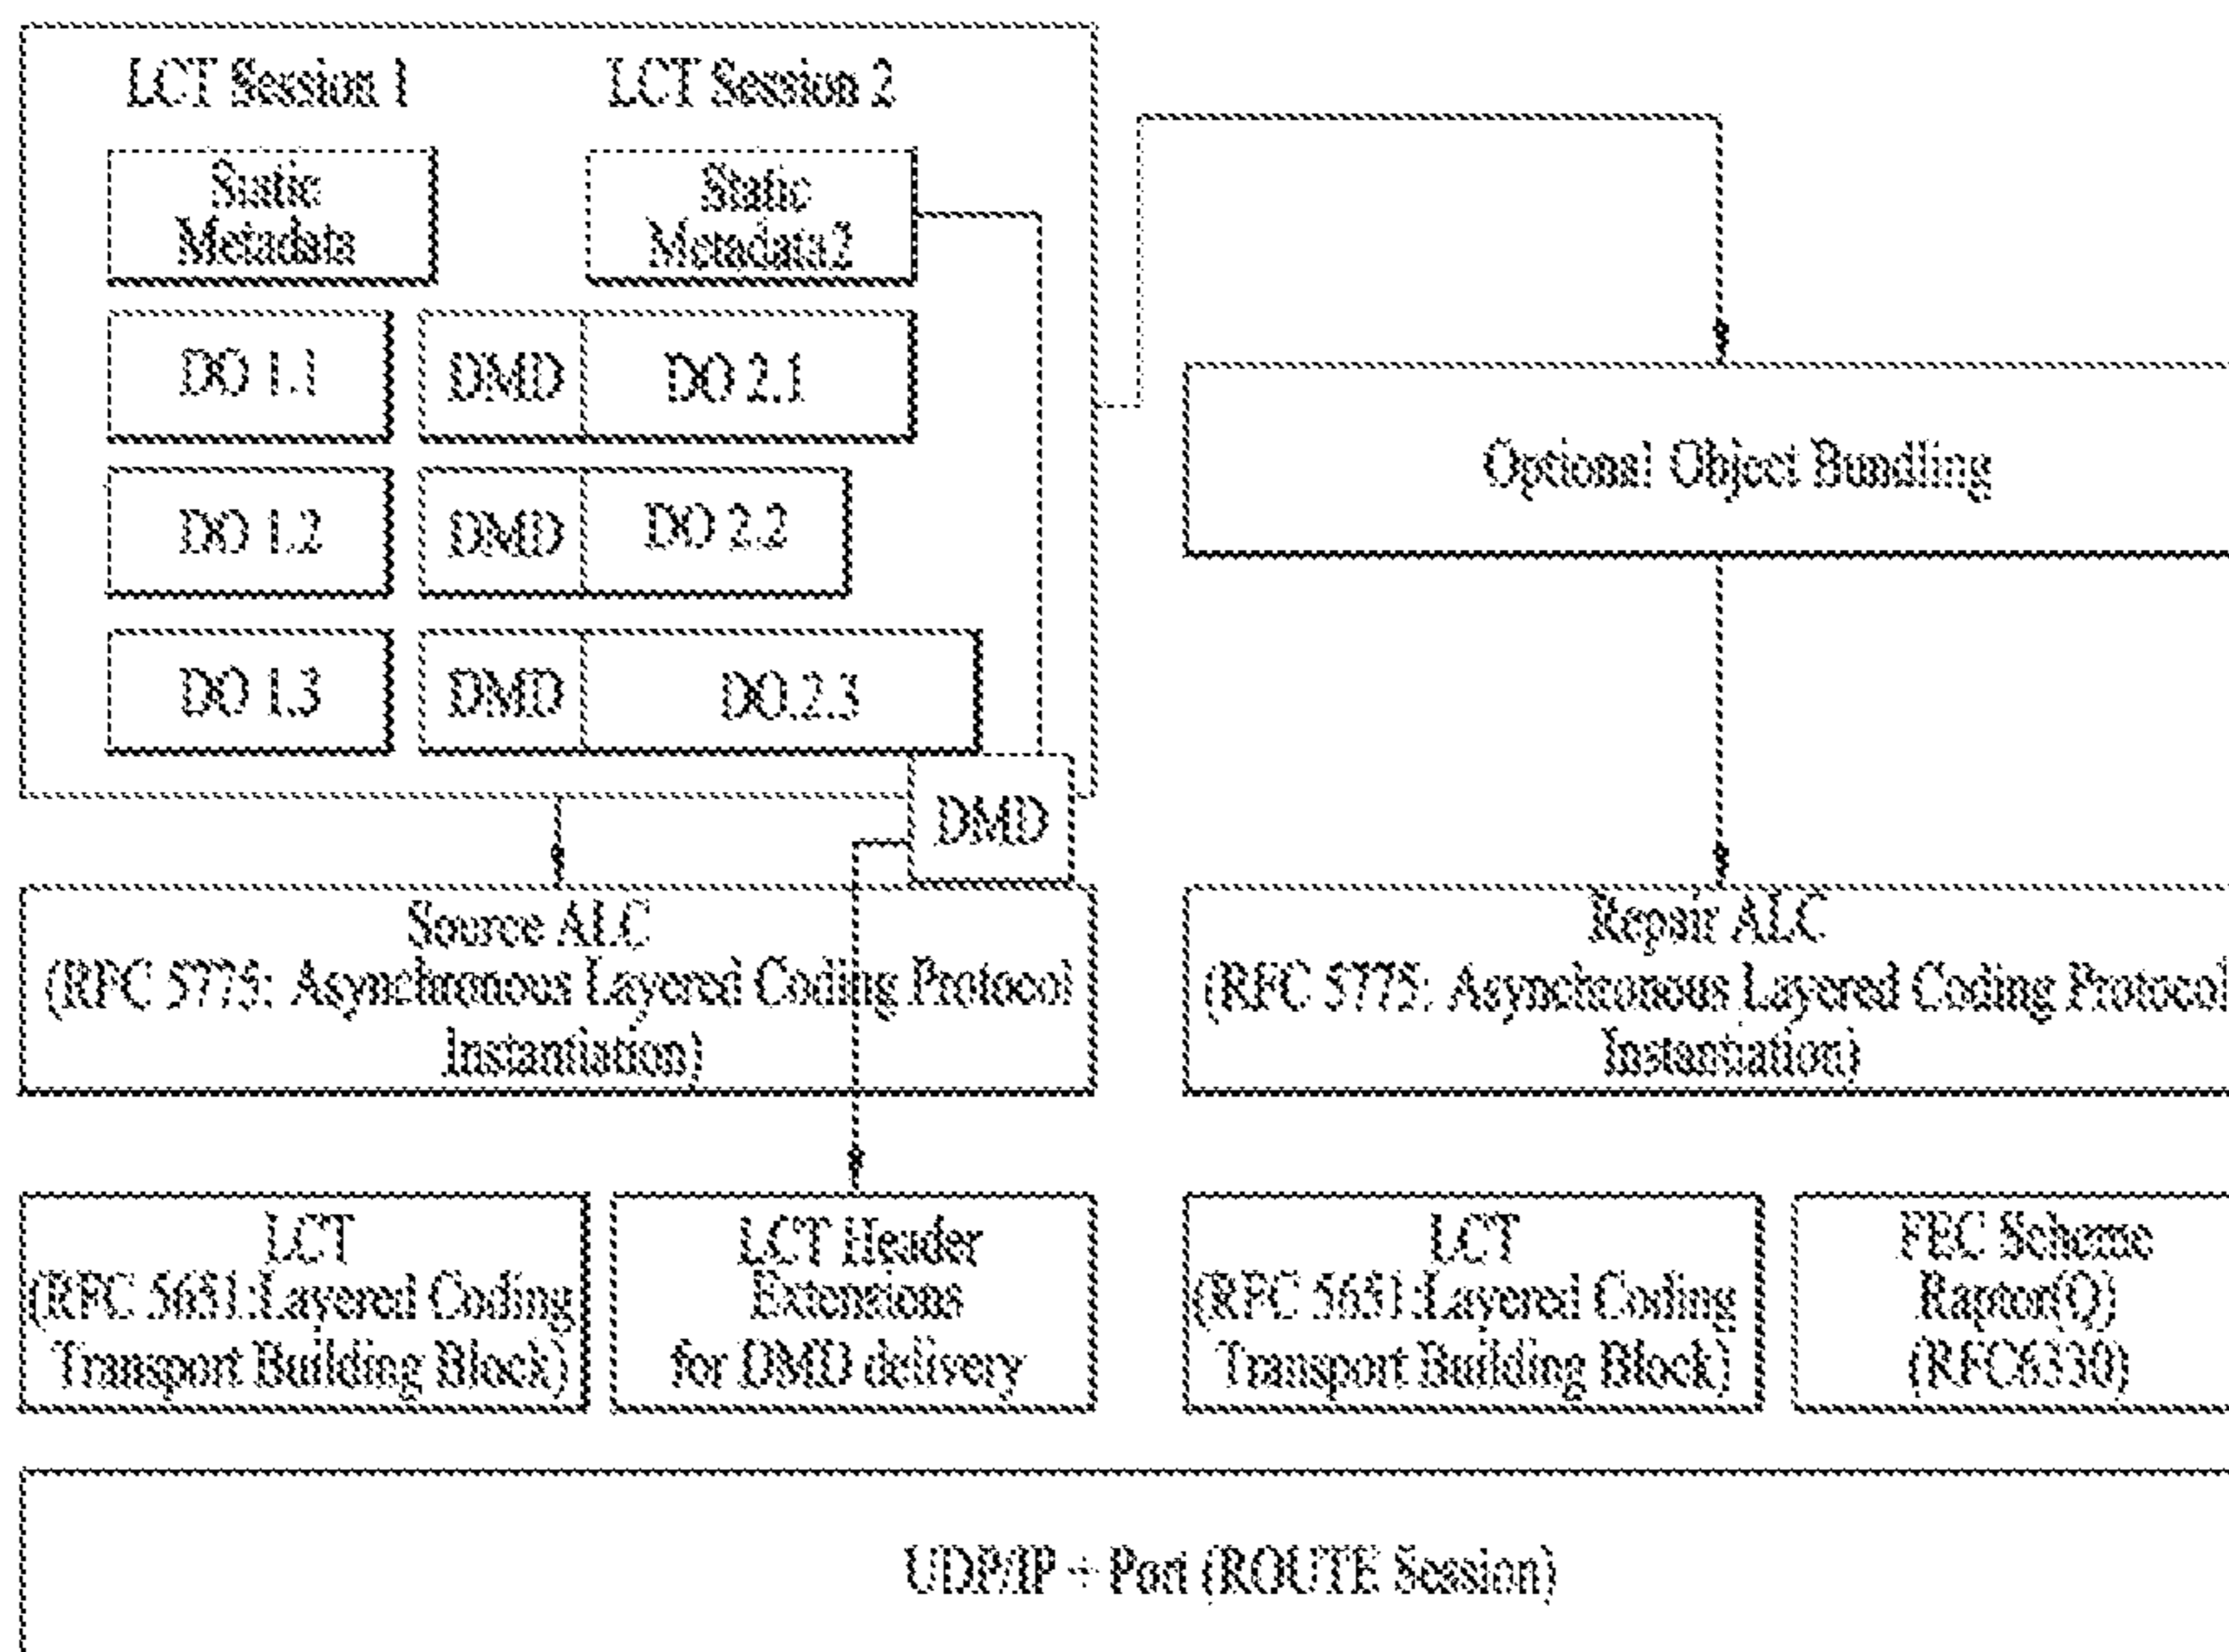 LCT Session 1
LCT Session 2
Static
Metadata
Static
Metadata2
DO 1.1
DMD
DO 2.1
DO 1.2
DMD
DO 2.2
DO 1.3
DMD
DO.2.3
DMD
Optional Object Bundling
Source ALC
(RFC 5775: Asynchronous Layered Coding Protocol
Instantiation)
Repair ALC
(RFC 5775: Asynchronous Layered Coding Protocol
Instantiation)
LCT
(RFC 5651:Layered Coding
Transport Building Block)
LCT Header
Extensions
for DMD delivery
LCT
(RFC 5651:Layered Coding
Transport Building Block)
FEC Scheme
Raptor(Q)
(RFC6330)
UDP/IP + Port (ROUTE Session)